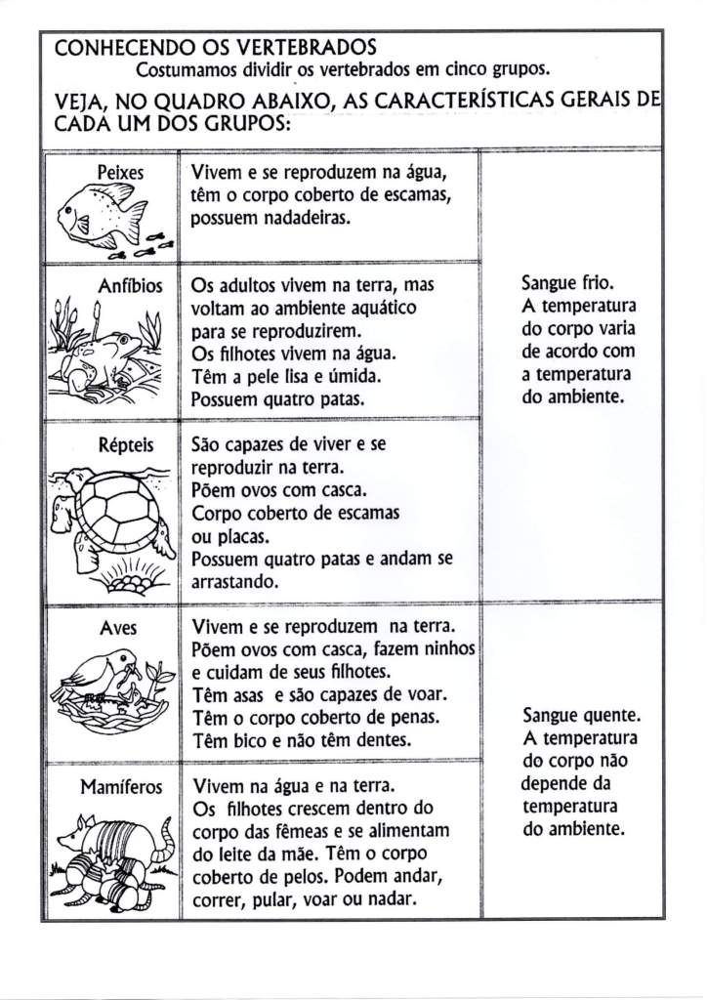 CONHECENDO OS VERTEBRADOS
Costumamos dividir os vertebrados em cinco grupos.
VEJA, NO QUADRO ABAIXO, AS CARACTERÍSTICAS GERAIS DE
CADA UM DOS GRUPOS:
Peixes
Vivem e se reproduzem na água,
têm o corpo coberto de escamas,
possuem nadadeiras.
Anfíbios
Os adultos vivem na terra, mas
voltam ao ambiente aquático
para se reproduzirem.
Os filhotes vivem na água.
Têm a pele lisa e úmida.
Possuem quatro patas.
Répteis
São capazes de viver e se
reproduzir na terra.
Põem ovos com casca.
Corpo coberto de escamas
ou placas.
Possuem quatro patas e andam se
arrastando.
Sangue frio.
A temperatura
do corpo varia
de acordo com
a temperatura
do ambiente.
Aves
Vivem e se reproduzem na terra.
Põem ovos com casca, fazem ninhos
e cuidam de seus filhotes.
Têm asas e são capazes de voar.
Têm o corpo coberto de penas.
Têm bico e não têm dentes.
Mamíferos
Vivem na água e na terra.
Os filhotes crescem dentro do
corpo das fêmeas e se alimentam
do leite da mãe. Têm o corpo
coberto de pelos. Podem andar,
correr, pular, voar ou nadar.
Sangue quente.
A temperatura
do corpo não
depende da
temperatura
do ambiente.